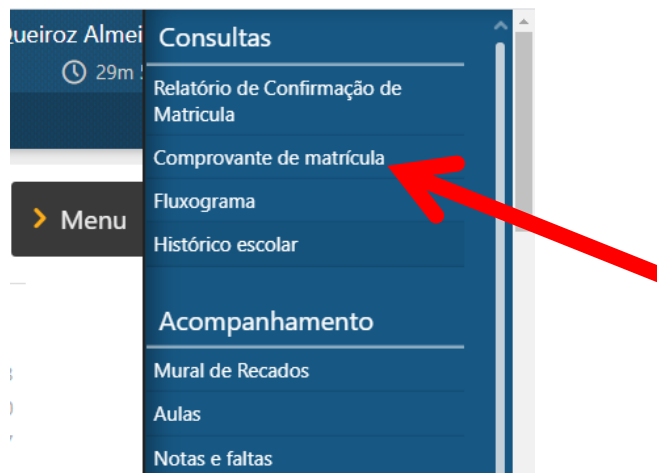 ueiroz Almei
29m
Menu
Consultas
Relatório de Confirmação de
Matricula
Comprovante de matrícula
Fluxograma
Histórico escolar
Acompanhamento
Mural de Recados
Aulas
Notas e faltas